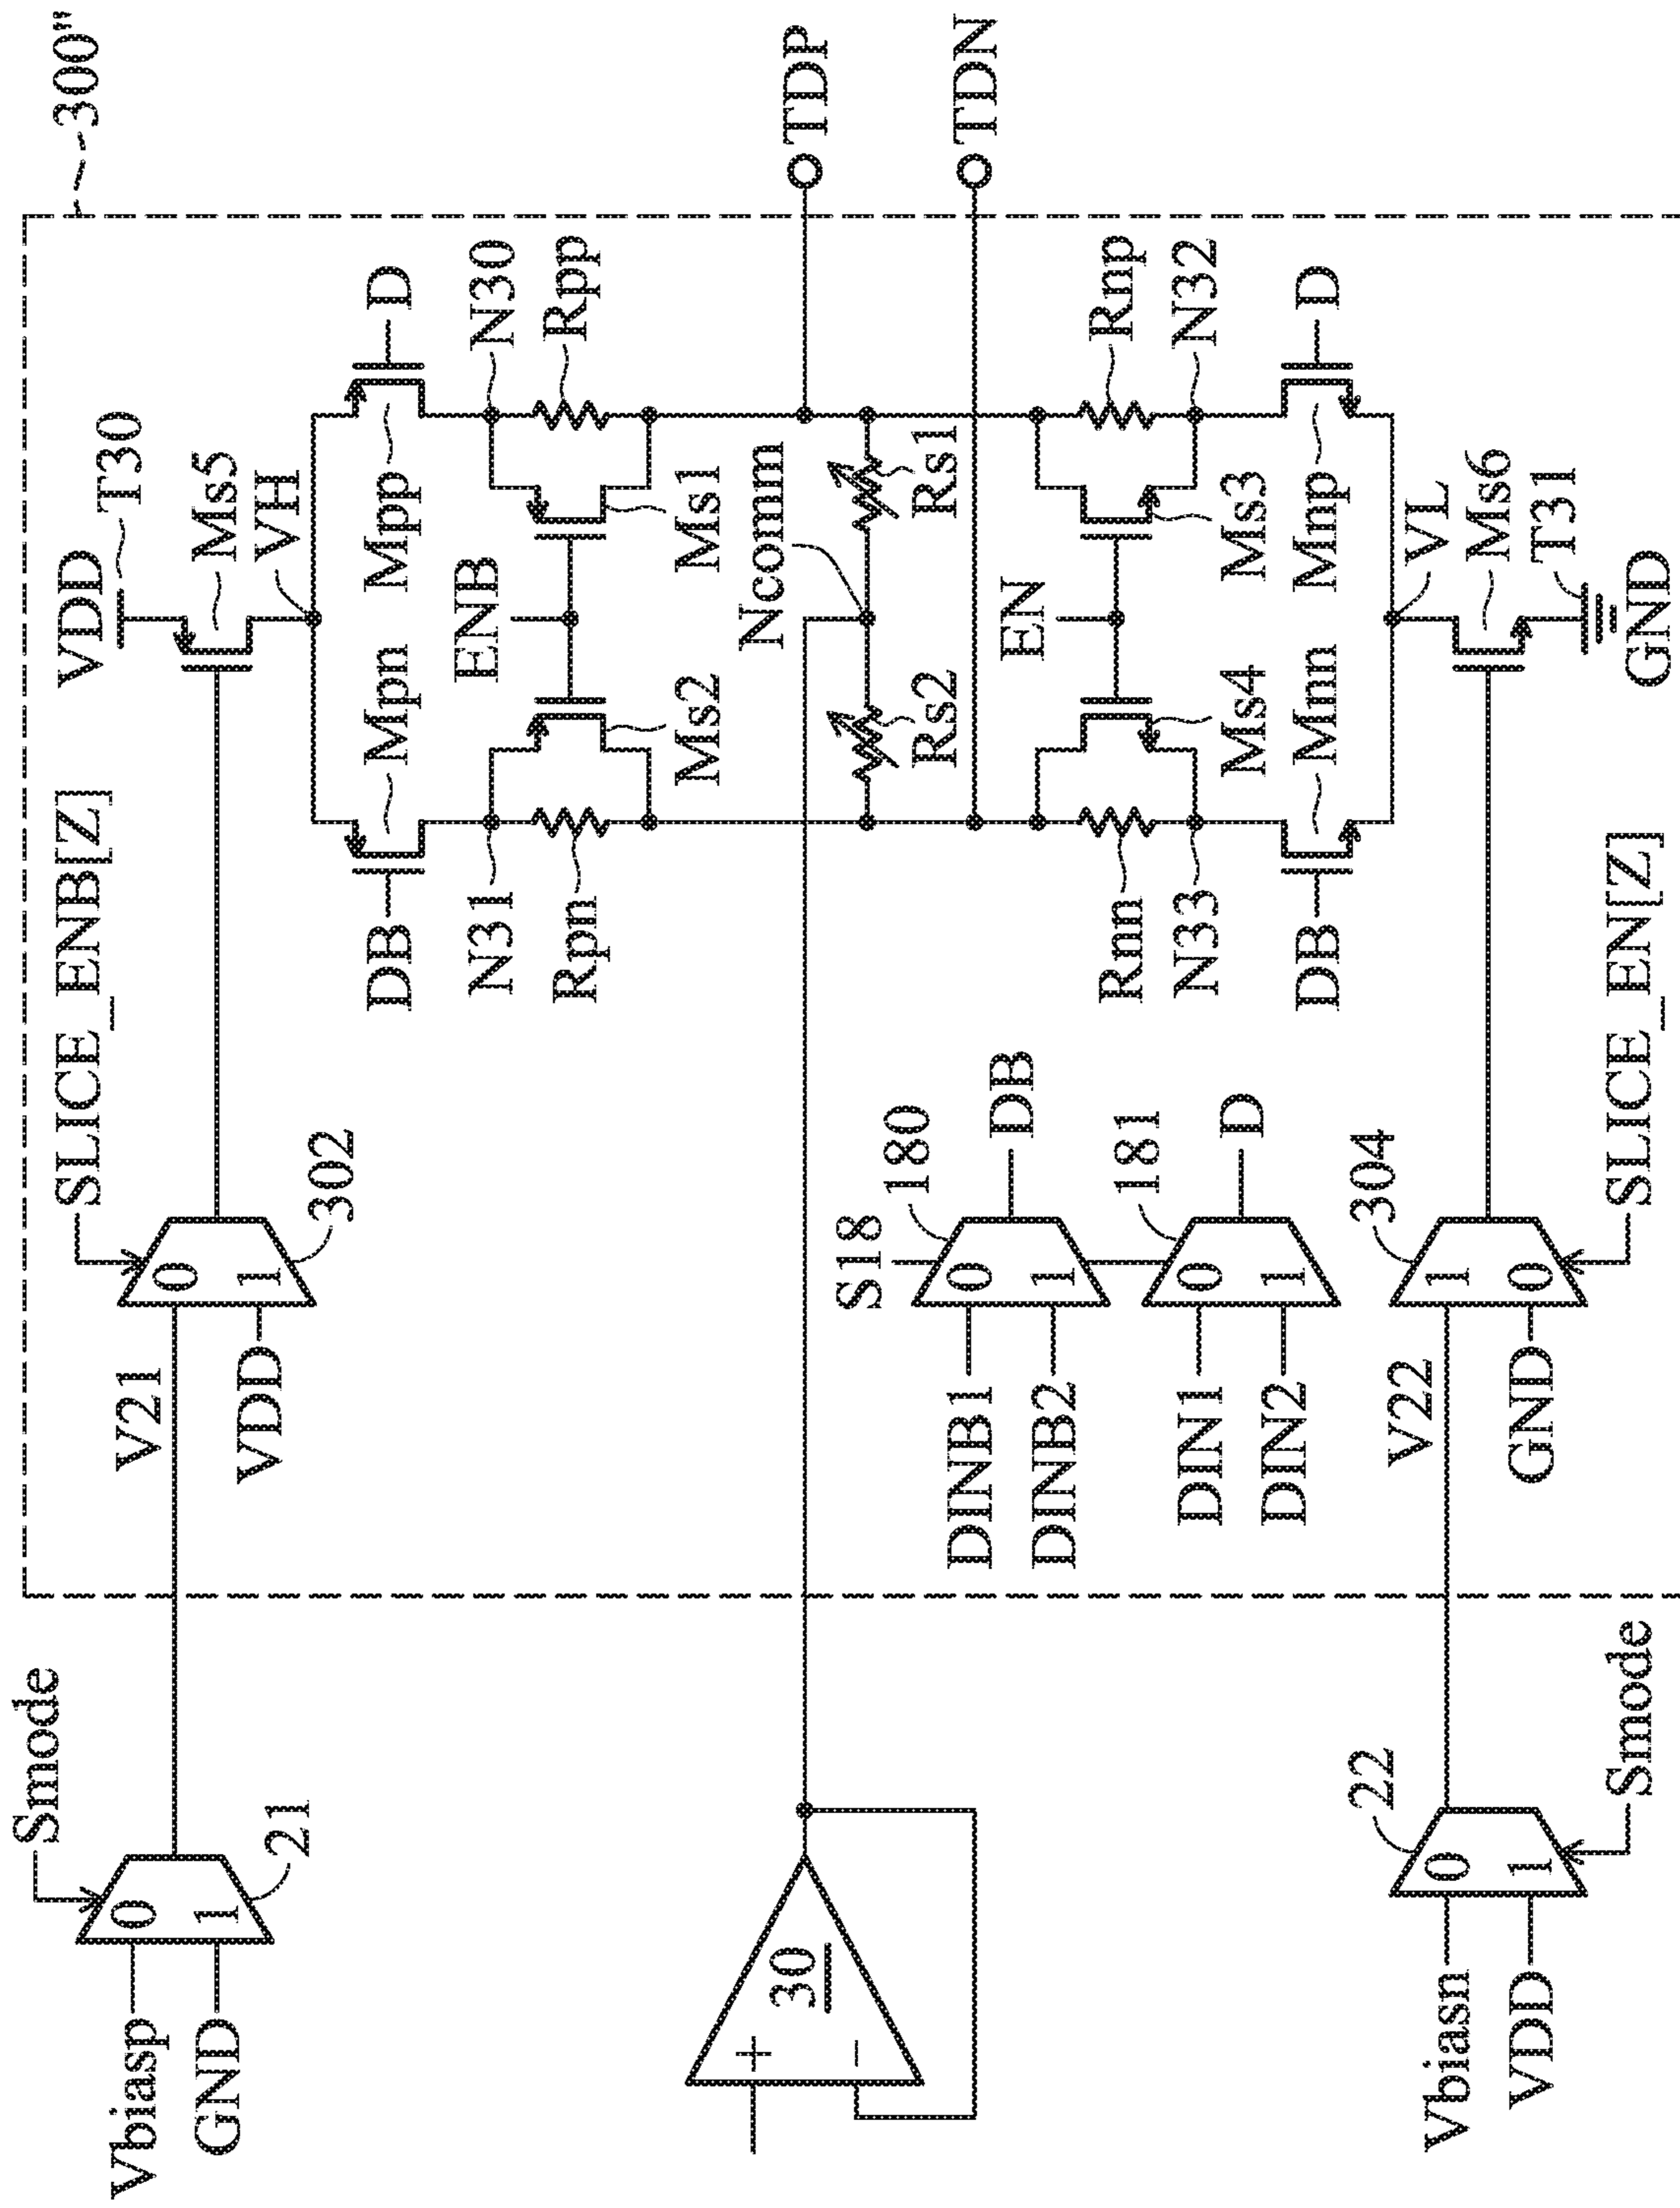 300"
Smode
Vbiasp
GND
0
1
21
V21
VDD
SLICE_ENB[Z]
0
1
302
VDD
T30
Ms5
VH
DB
Mpn
Mpp
D
N31
ENB
N30
Rpn
Ms2
Ms1
Rpp
Ncomm
TDP
TDN
Rs2
Rs1
30
+
−
S18
DINB1
DINB2
0
1
180
DB
DIN1
DIN2
0
1
181
D
EN
Rnn
Ms4
Ms3
Rnp
N33
N32
DB
Mnn
Mnp
D
VL
Ms6
T31
GND
Vbiasn
VDD
0
1
22
Smode
V22
GND
1
0
304
SLICE_EN[Z]